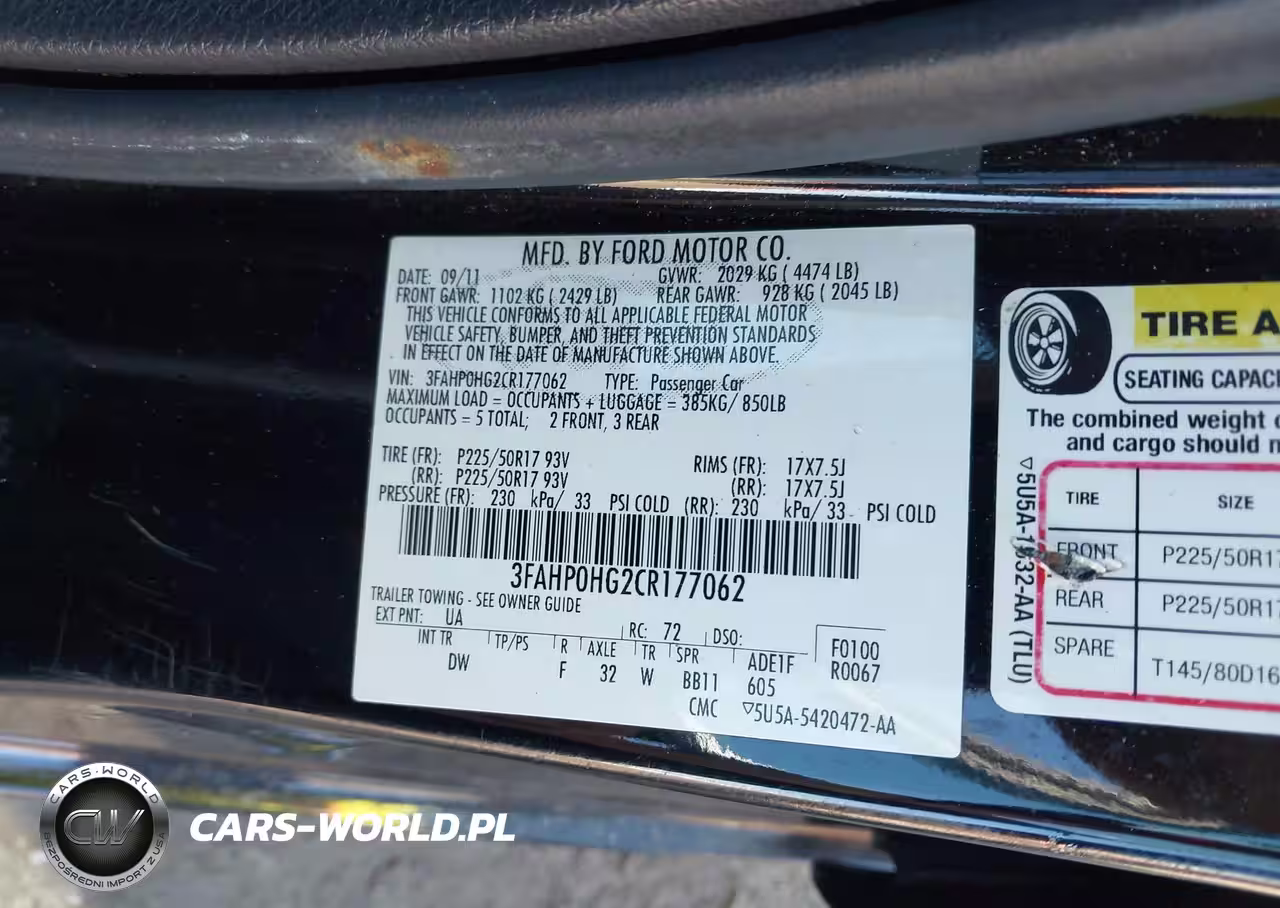 MFD. BY FORD MOTOR CO.
DATE: 09/11 GVWR: 2029 KG ( 4474 LB)
FRONT GAWR: 1102 KG ( 2429 LB) REAR GAWR: 928 KG ( 2045 LB)
THIS VEHICLE CONFORMS TO ALL APPLICABLE FEDERAL MOTOR
VEHICLE SAFETY, BUMPER, AND THEFT PREVENTION STANDARDS
IN EFFECT ON THE DATE OF MANUFACTURE SHOWN ABOVE.
VIN: 3FAHP0HG2CR177062 TYPE: Passenger Car
MAXIMUM LOAD = OCCUPANTS + LUGGAGE = 385KG/ 850LB
OCCUPANTS = 5 TOTAL; 2 FRONT, 3 REAR
TIRE (FR): P225/50R17 93V RIMS (FR): 17X7.5J
(RR): P225/50R17 93V (RR): 17X7.5J
PRESSURE (FR): 230 kPa/ 33 PSI COLD (RR): 230 kPa/ 33 PSI COLD
3FAHP0HG2CR177062
TRAILER TOWING - SEE OWNER GUIDE
EXT PNT: UA RC: 72 DSO: F0100
INT TR TP/PS R AXLE TR SPR ADE1F R0067
DW F 32 W BB11 605
CMC ▽5U5A-5420472-AA
TIRE A
SEATING CAPACI
The combined weight o
and cargo should n
TIRE SIZE
FRONT P225/50R17
REAR P225/50R17
SPARE T145/80D16
▽5U5A-1532-AA (TLU)
CARS-WORLD
CW
BEZPOŚREDNI IMPORT Z USA
CARS-WORLD.PL